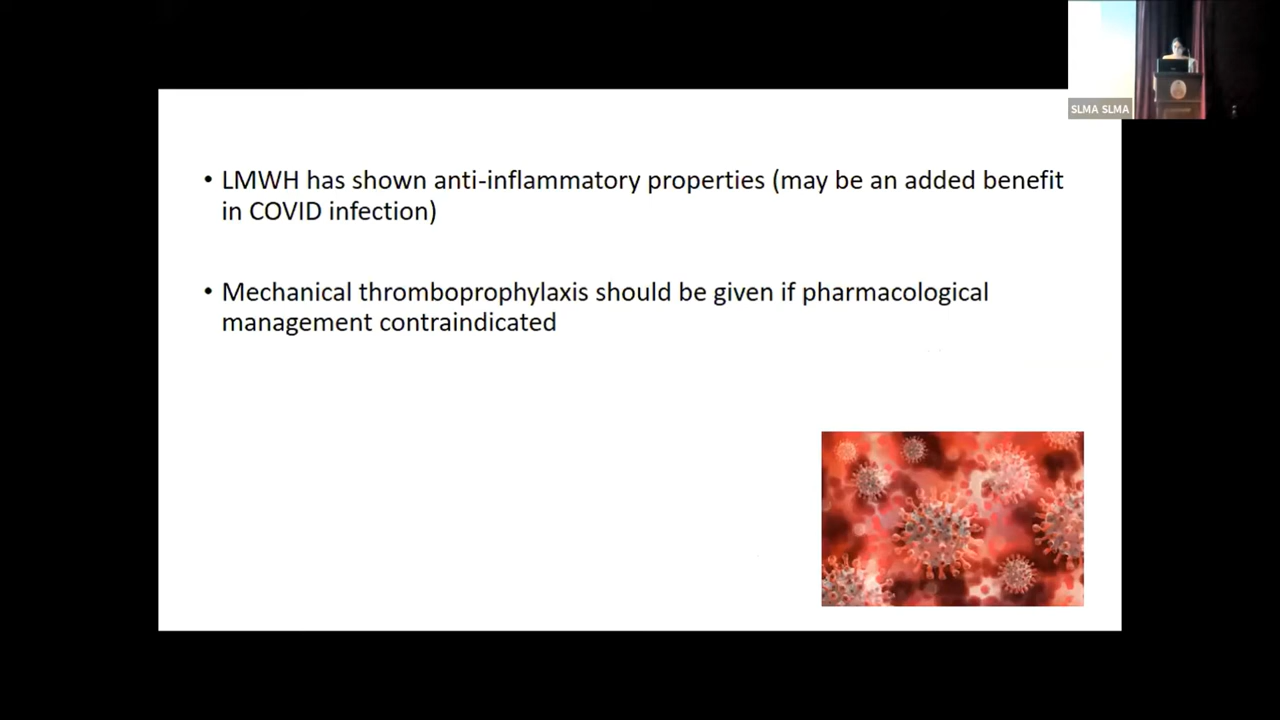 SLMA SLMA
• LMWH has shown anti-inflammatory properties (may be an added benefit
in COVID infection)
• Mechanical thromboprophylaxis should be given if pharmacological
management contraindicated